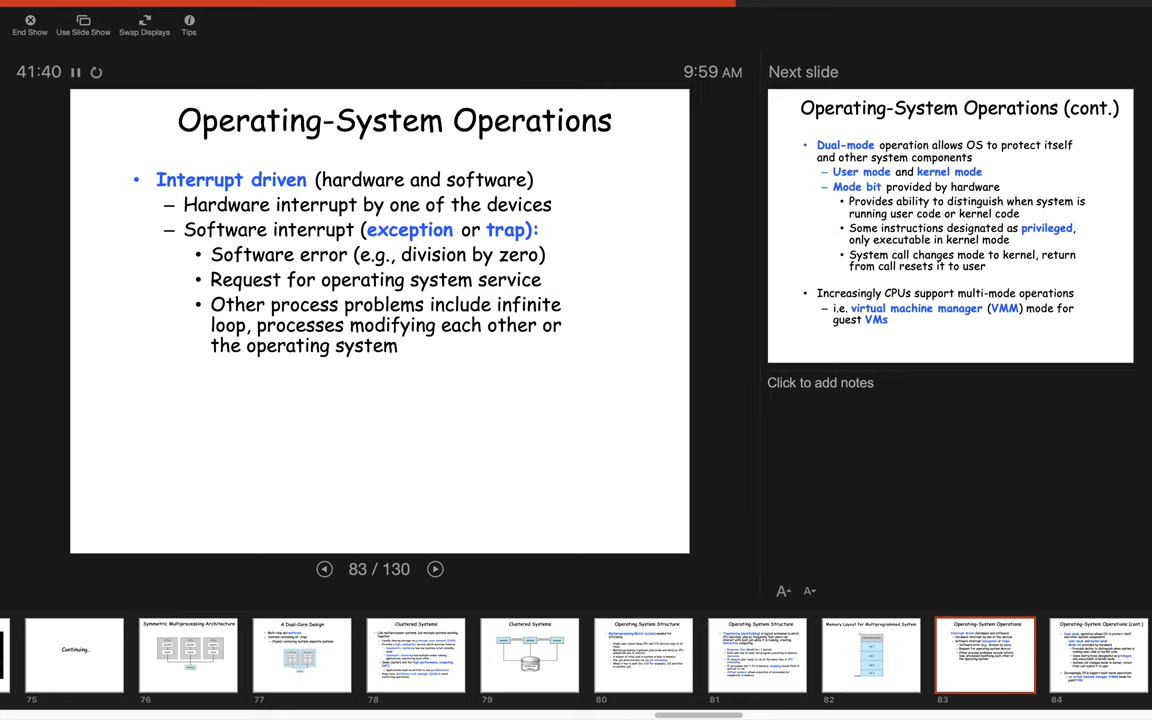 End Show
Use Slide Show
Swap Displays
Tips
41:40
9:59 AM
Next slide
Operating-System Operations
• Interrupt driven (hardware and software)
– Hardware interrupt by one of the devices
– Software interrupt (exception or trap):
• Software error (e.g., division by zero)
• Request for operating system service
• Other process problems include infinite
loop, processes modifying each other or
the operating system
Operating-System Operations (cont.)
• Dual-mode operation allows OS to protect itself
and other system components
– User mode and kernel mode
– Mode bit provided by hardware
• Provides ability to distinguish when system is
running user code or kernel code
• Some instructions designated as privileged,
only executable in kernel mode
• System call changes mode to kernel, return
from call resets it to user
• Increasingly CPUs support multi-mode operations
– i.e. virtual machine manager (VMM) mode for
guest VMs
Click to add notes
83 / 130
A A
Continuing…
Symmetric Multiprocessing Architecture
A Dual-Core Design
Clustered Systems
Clustered Systems
Operating System Structure
Operating System Structure
Memory Layout for Multiprogrammed System
Operating-System Operations
Operating-System Operations (cont.)
75
76
77
78
79
80
81
82
83
84